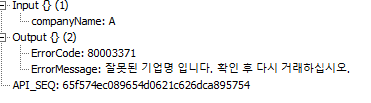 Input {} (1)
companyName: A
Output {} (2)
ErrorCode: 80003371
ErrorMessage: 잘못된 기업명 입니다. 확인 후 다시 거래하십시오.
API_SEQ: 65f574ec089654d0621c626dca895754